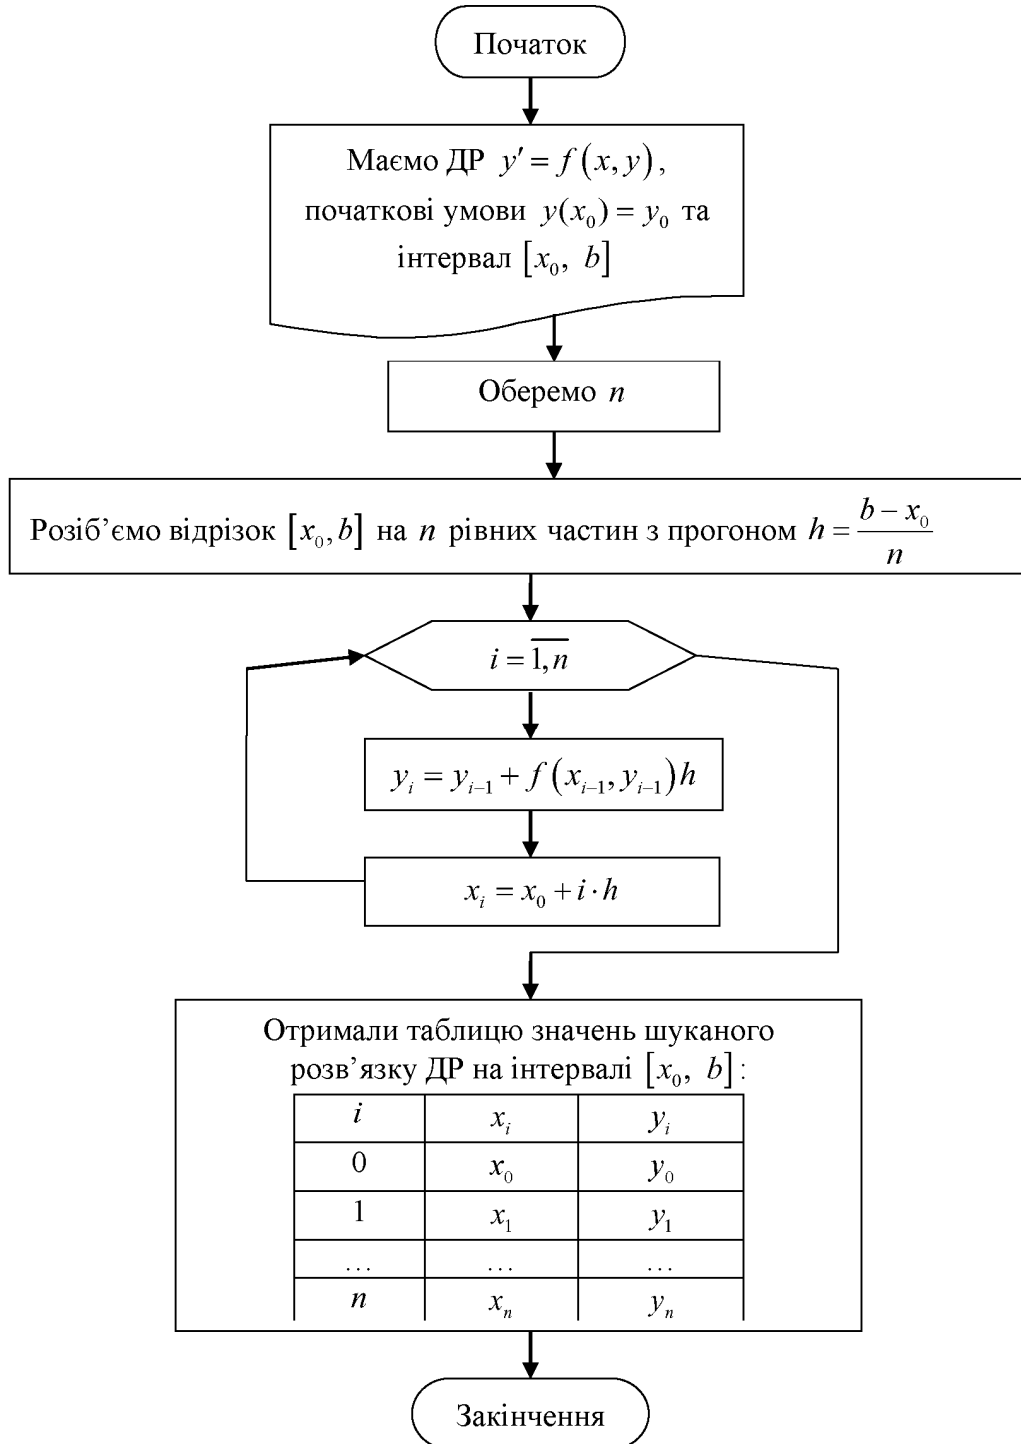 Початок
Маємо ДР y′ = f(x, y),
початкові умови y(x₀) = y₀ та
інтервал [x₀, b]
Оберемо n
Розіб’ємо відрізок [x₀, b] на n рівних частин з прогоном h = (b − x₀)/n
i = \overline{1,n}
yᵢ = yᵢ₋₁ + f(xᵢ₋₁, yᵢ₋₁)h
xᵢ = x₀ + i · h
Отримали таблицю значень шуканого
розв’язку ДР на інтервалі [x₀, b]:
i xᵢ yᵢ
0 x₀ y₀
1 x₁ y₁
… … …
n xₙ yₙ
Закінчення